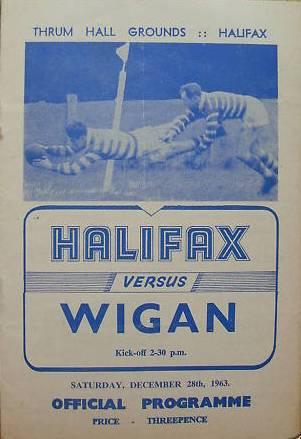 THRUM HALL GROUNDS :: HALIFAX
HALIFAX
VERSUS
WIGAN
Kick-off 2-30 p.m.
SATURDAY, DECEMBER 28th, 1963.
OFFICIAL PROGRAMME
PRICE - THREEPENCE